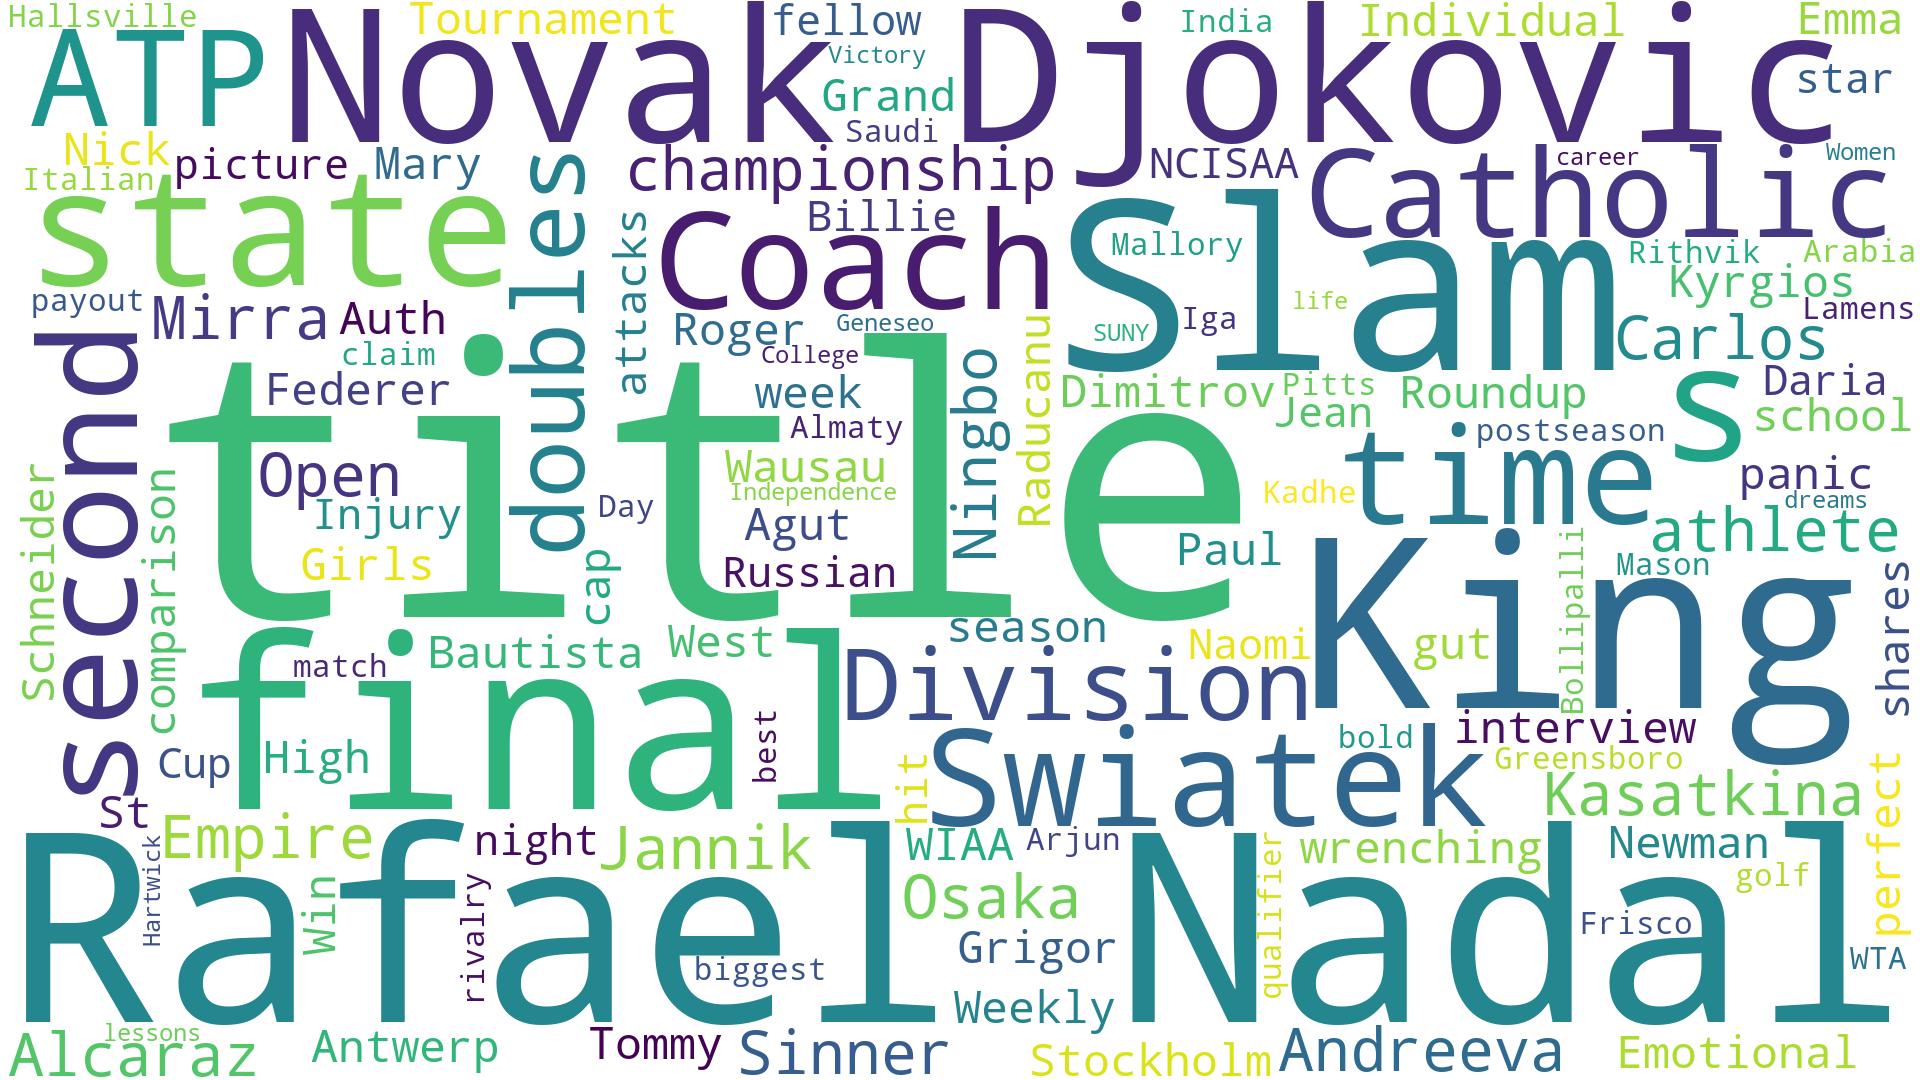 Hallsville
Tournament
fellow
India
Individual
Emma
ATP
Novak
Djokovic
Victory
Grand
star
Saudi
Nick
picture
Mary
championship
NCISAA
career
Women
Italian
state
doubles
Coach
Billie
Catholic
attacks
Slam
Mallory
Rithvik
Arabia
Kyrgios
payout
Mirra
Auth
Roger
Geneseo
Iga
life
Lamens
SUNY
Carlos
claim
College
Federer
week
Ningbo
Raducanu
Dimitrov
Pitts
Jean
Roundup
Daria
s
school
second
title
Almaty
time
postseason
Open
Wausau
Independence
Kadhe
panic
dreams
Schneider
comparison
Injury
Day
Agut
athlete
Girls
cap
Russian
Paul
King
Bollipalli
Mason
shares
final
match
Bautista
West
season
Division
Naomi
gut
Cup
High
best
hit
Swiatek
bold
interview
Greensboro
Kasatkina
perfect
St
Empire
night
Jannik
WIAA
Arjun
wrenching
Newman
golf
Hartwick
Rafael
Win
rivalry
Osaka
Nadal
qualifier
Frisco
Grigor
WTA
biggest
Weekly
lessons
Alcaraz
Antwerp
Tommy
Sinner
Stockholm
Andreeva
Emotional